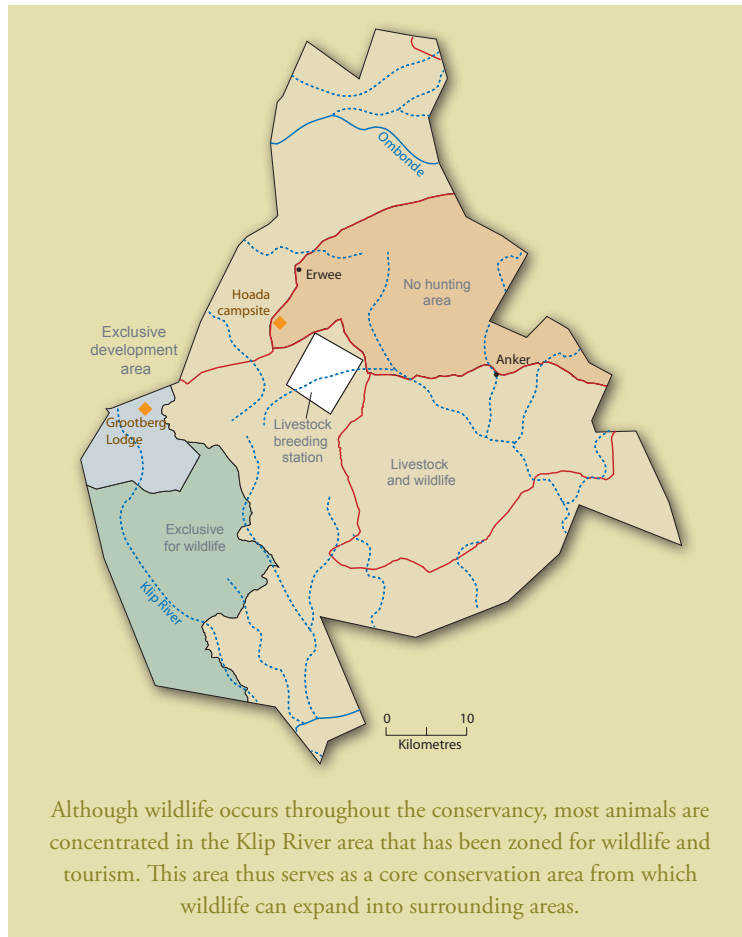 Ombonde
Erwee
Hoada
campsite
No hunting
area
Exclusive
development
area
Anker
Grootberg
Lodge
Livestock
breeding
station
Livestock
and wildlife
Exclusive
for wildlife
Klip River
0 10
Kilometres
Although wildlife occurs throughout the conservancy, most animals are
concentrated in the Klip River area that has been zoned for wildlife and
tourism. This area thus serves as a core conservation area from which
wildlife can expand into surrounding areas.